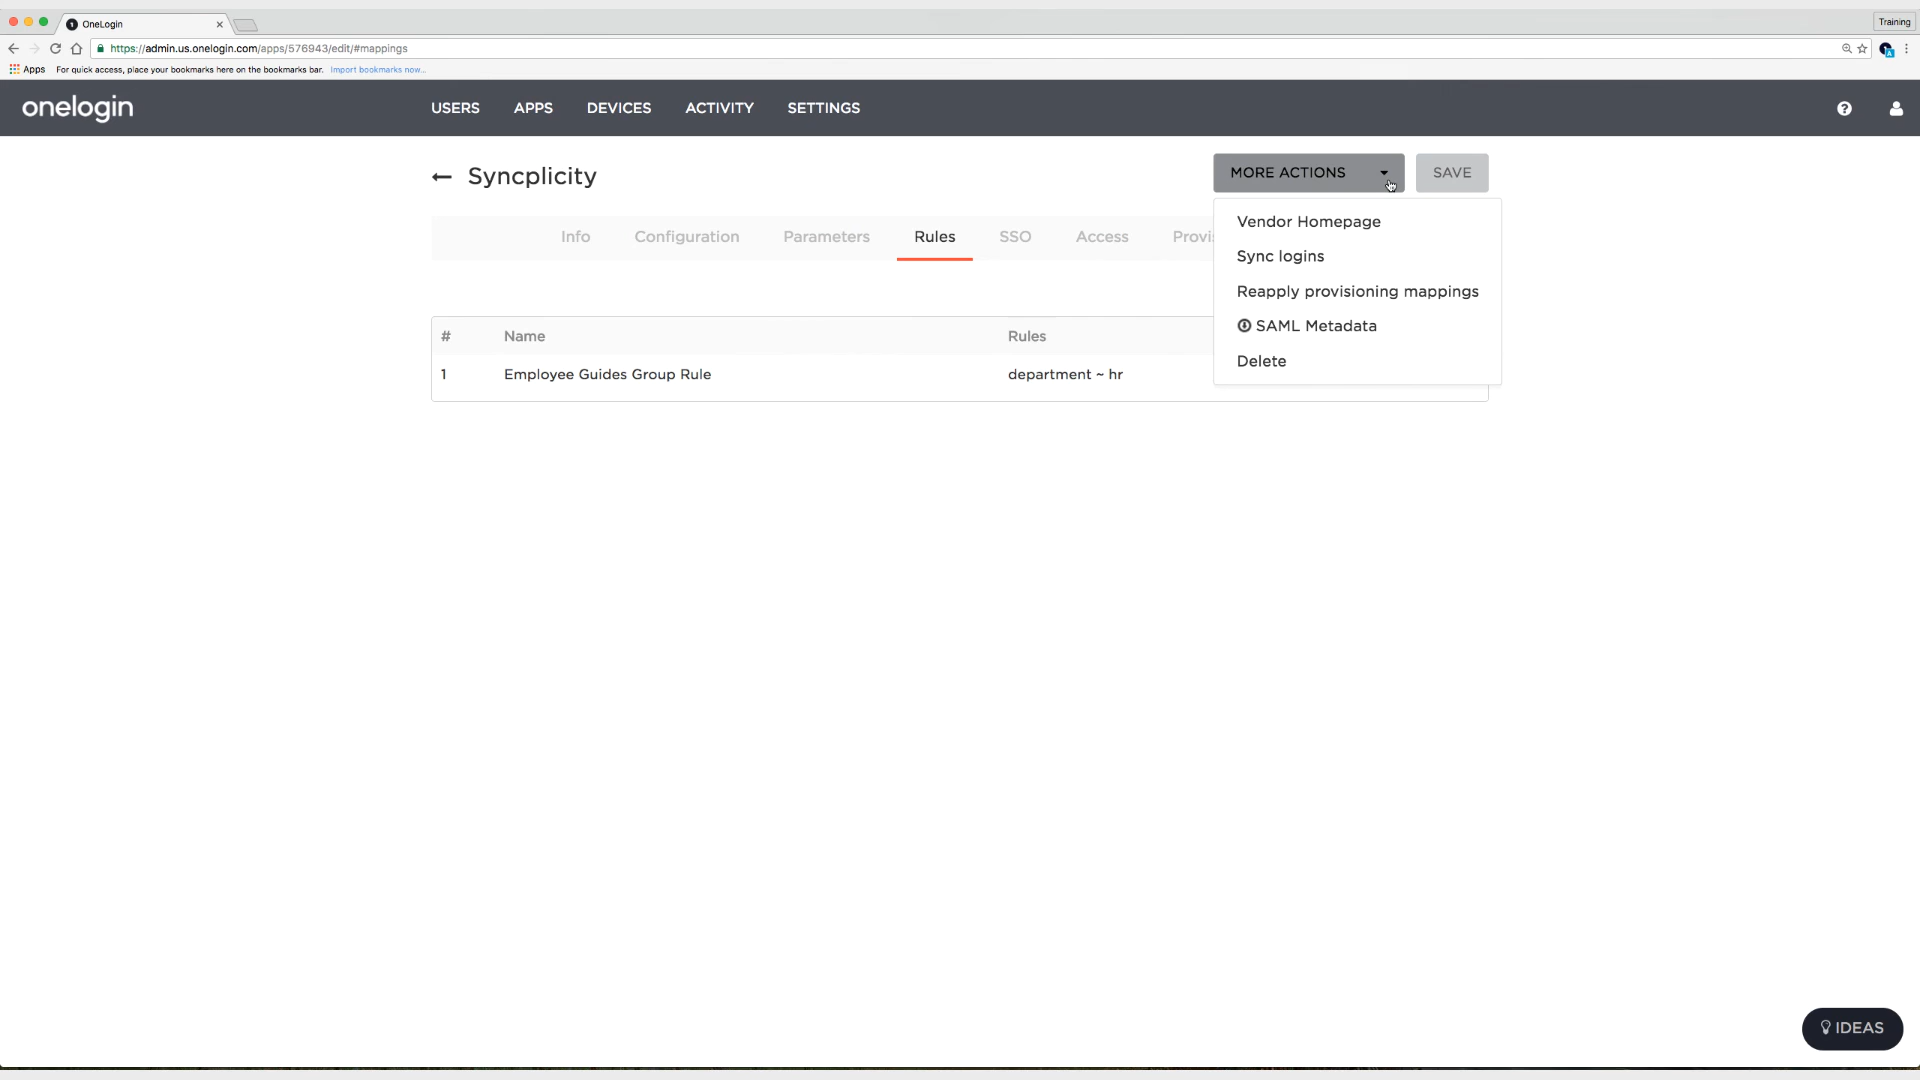 OneLogin
Training
https://admin.us.onelogin.com/apps/576943/edit/#mappings
Apps For quick access, place your bookmarks here on the bookmarks bar. Import bookmarks now...
onelogin USERS APPS DEVICES ACTIVITY SETTINGS
Syncplicity
MORE ACTIONS SAVE
Vendor Homepage
Sync logins
Reapply provisioning mappings
SAML Metadata
Delete
Info Configuration Parameters Rules SSO Access Provi
# Name Rules
1 Employee Guides Group Rule department ~ hr
IDEAS